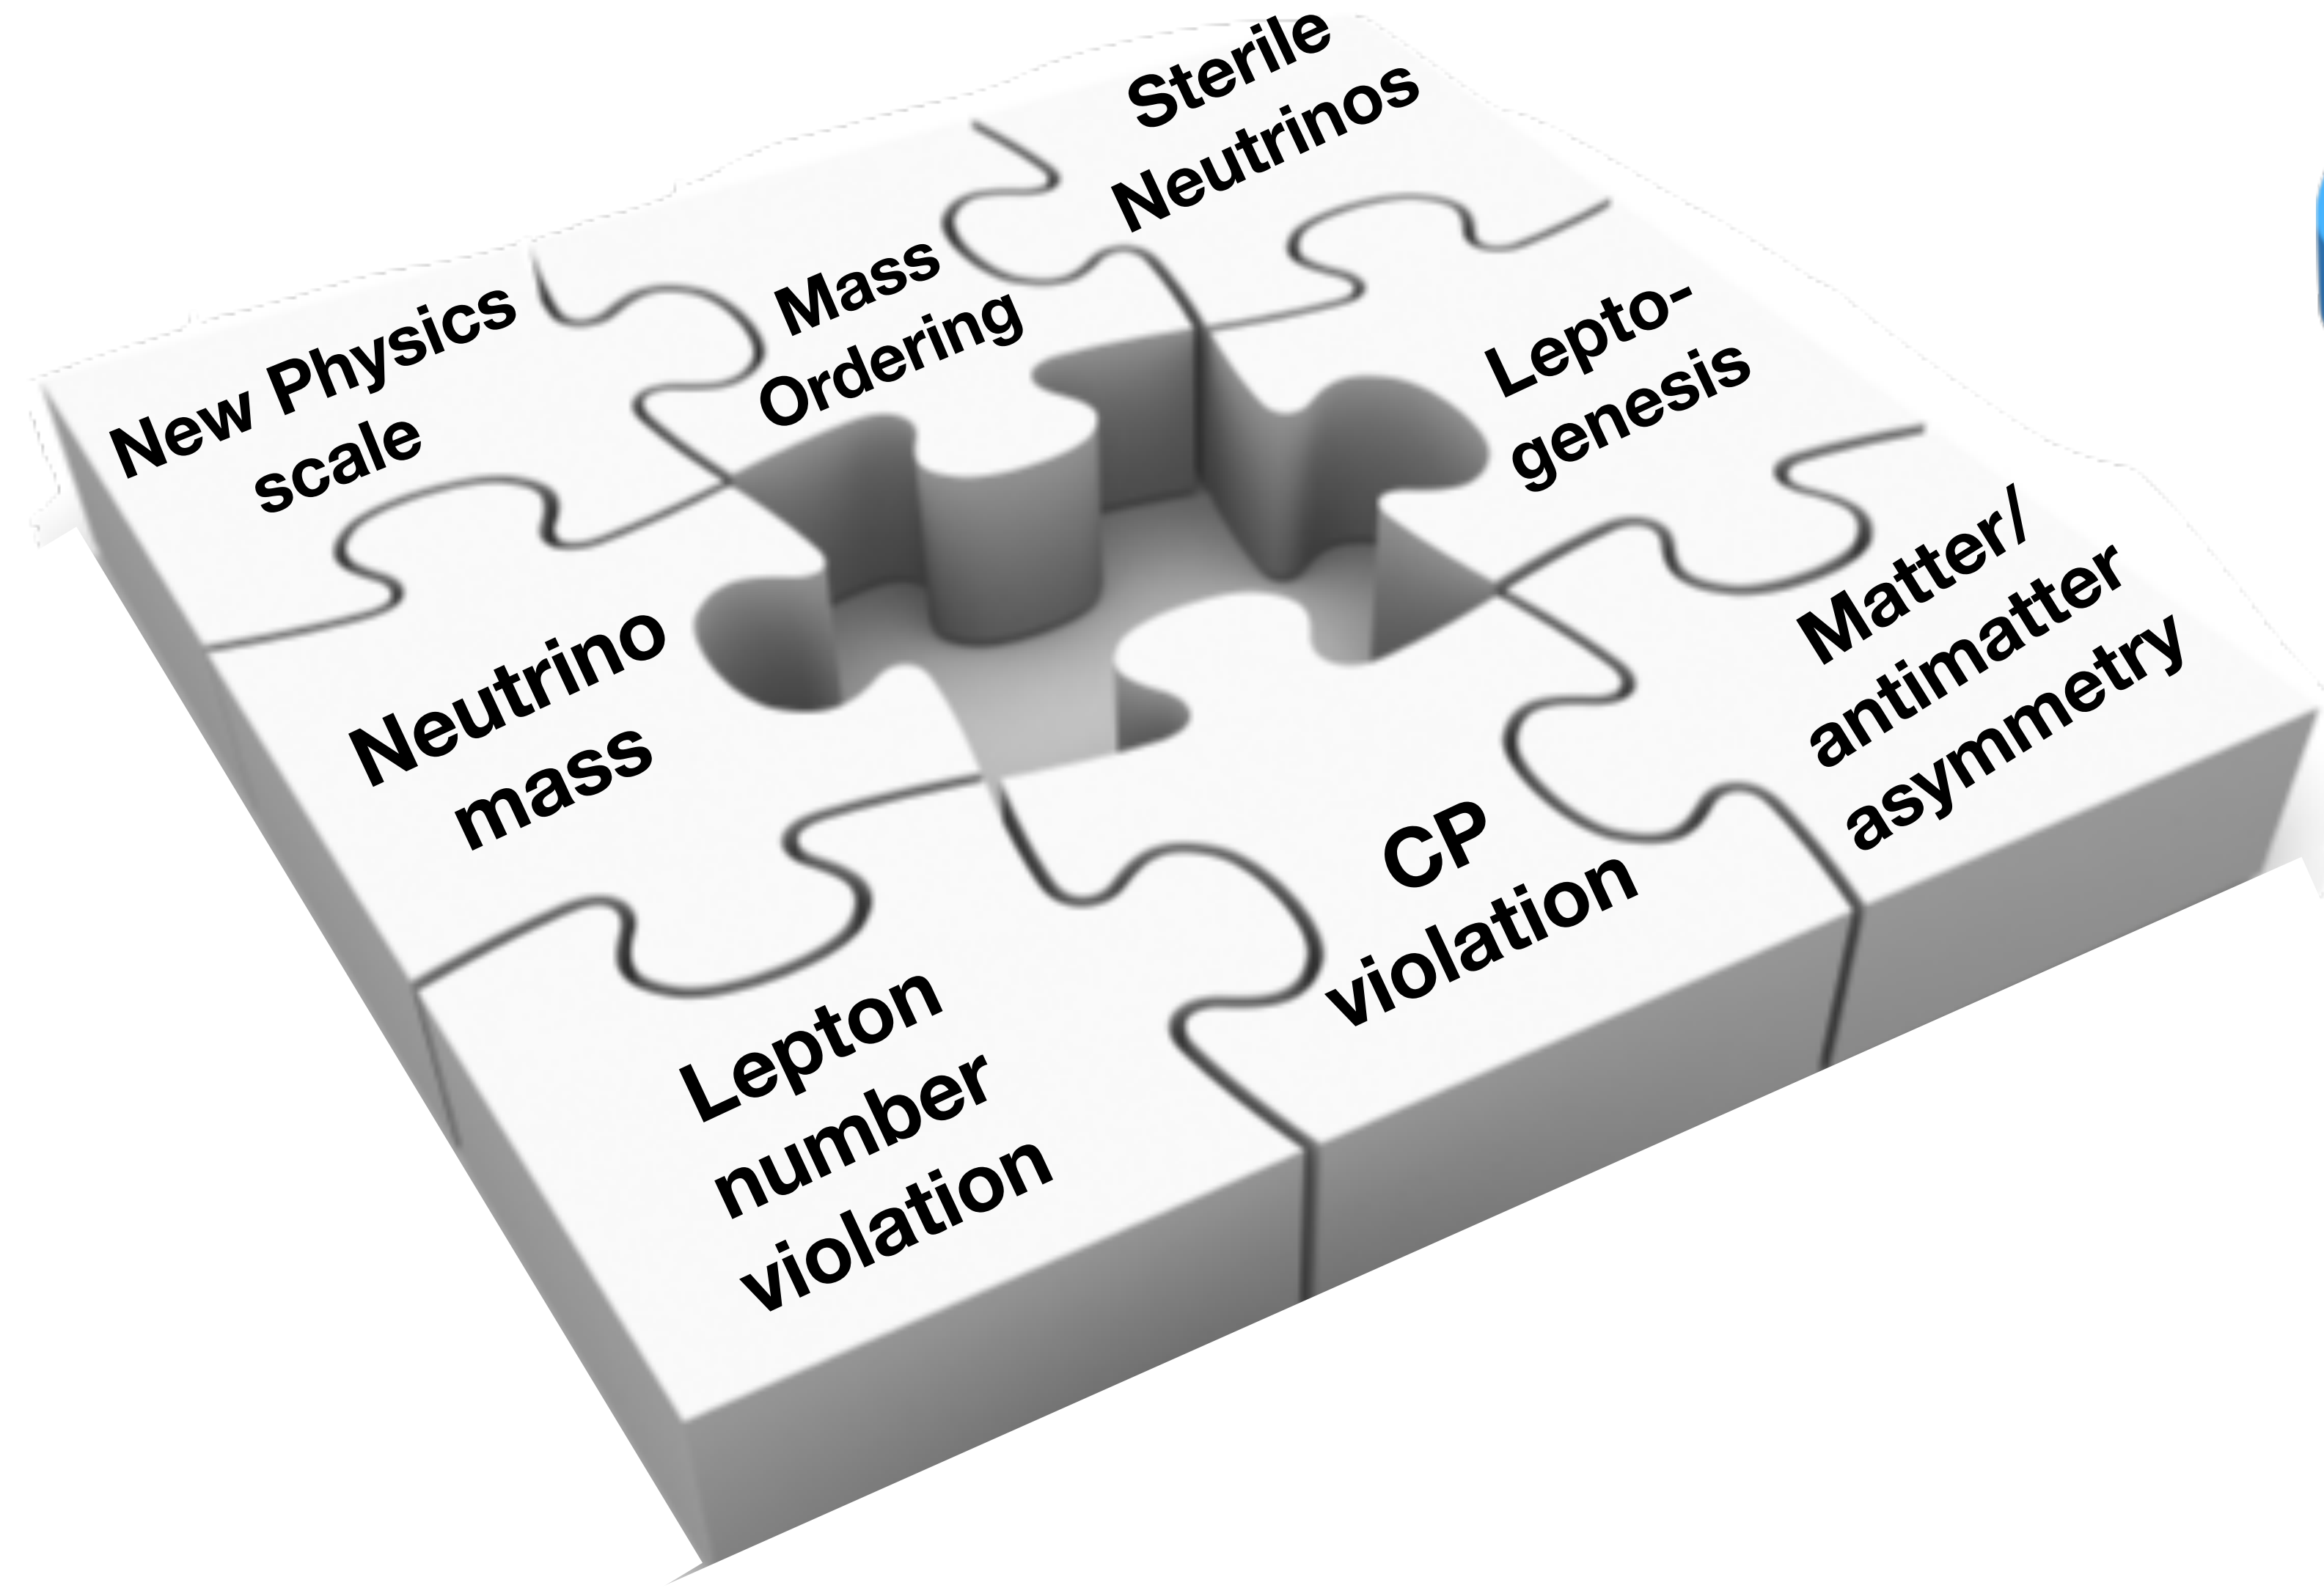 New Physics
scale
Mass
Ordering
Sterile
Neutrinos
Neutrino
mass
Lepto-
genesis
Lepton
number
violation
CP
violation
Matter/
antimatter
asymmetry